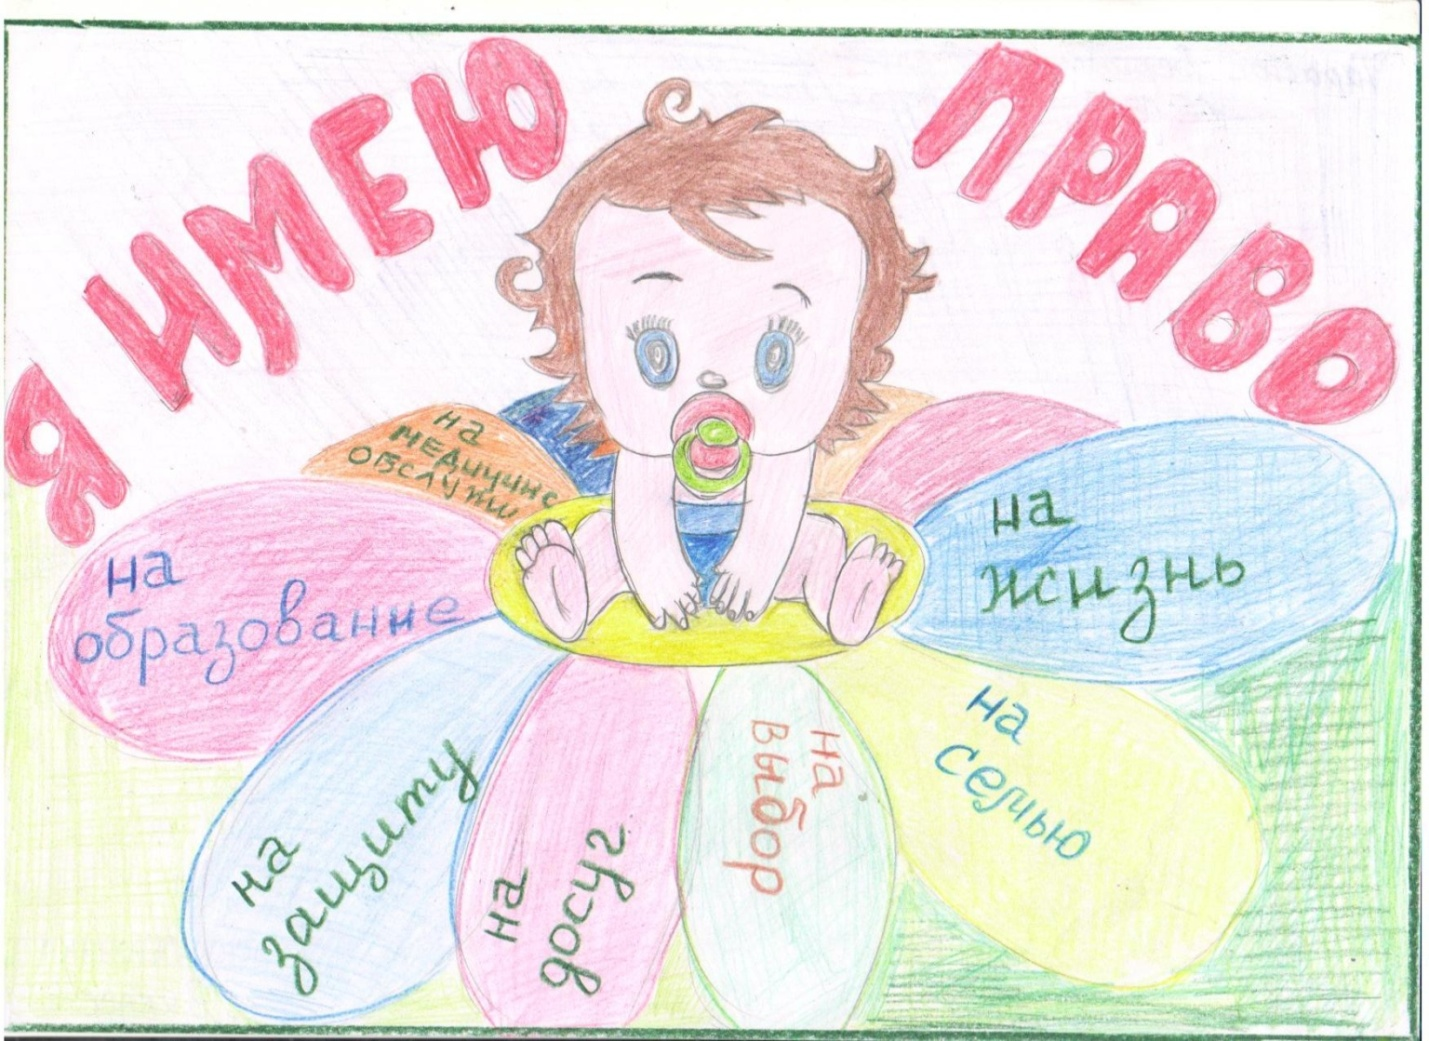 Я ИМЕЮ ПРАВО
на
медицинс
обслужи
на
образование
на
защиту
на
досуг
на
выбор
на
семью
на
жизнь